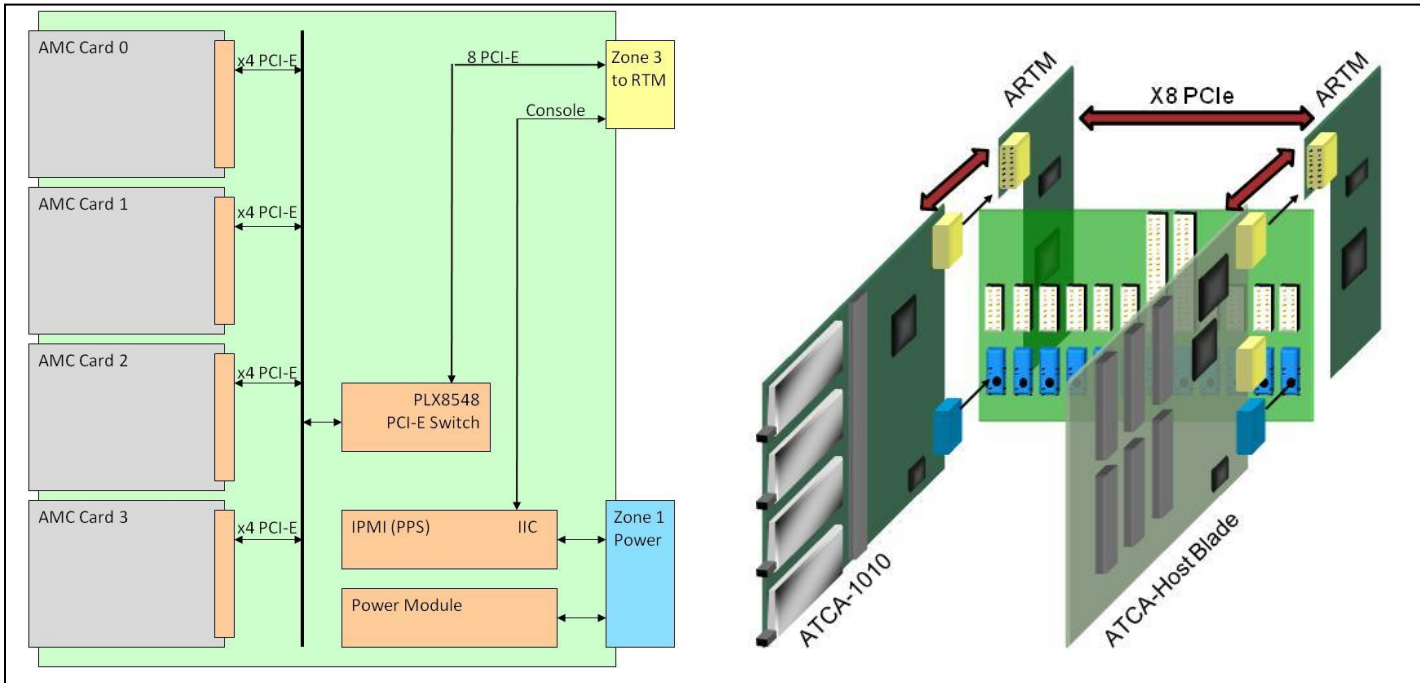 AMC Card 0
x4 PCI-E
AMC Card 1
x4 PCI-E
AMC Card 2
x4 PCI-E
AMC Card 3
x4 PCI-E
8 PCI-E
Console
Zone 3
to RTM
PLX8548
PCI-E Switch
IPMI (PPS)
IIC
Power Module
Zone 1
Power
ARTM
X8 PCIe
ARTM
ATCA-1010
ATCA-Host Blade